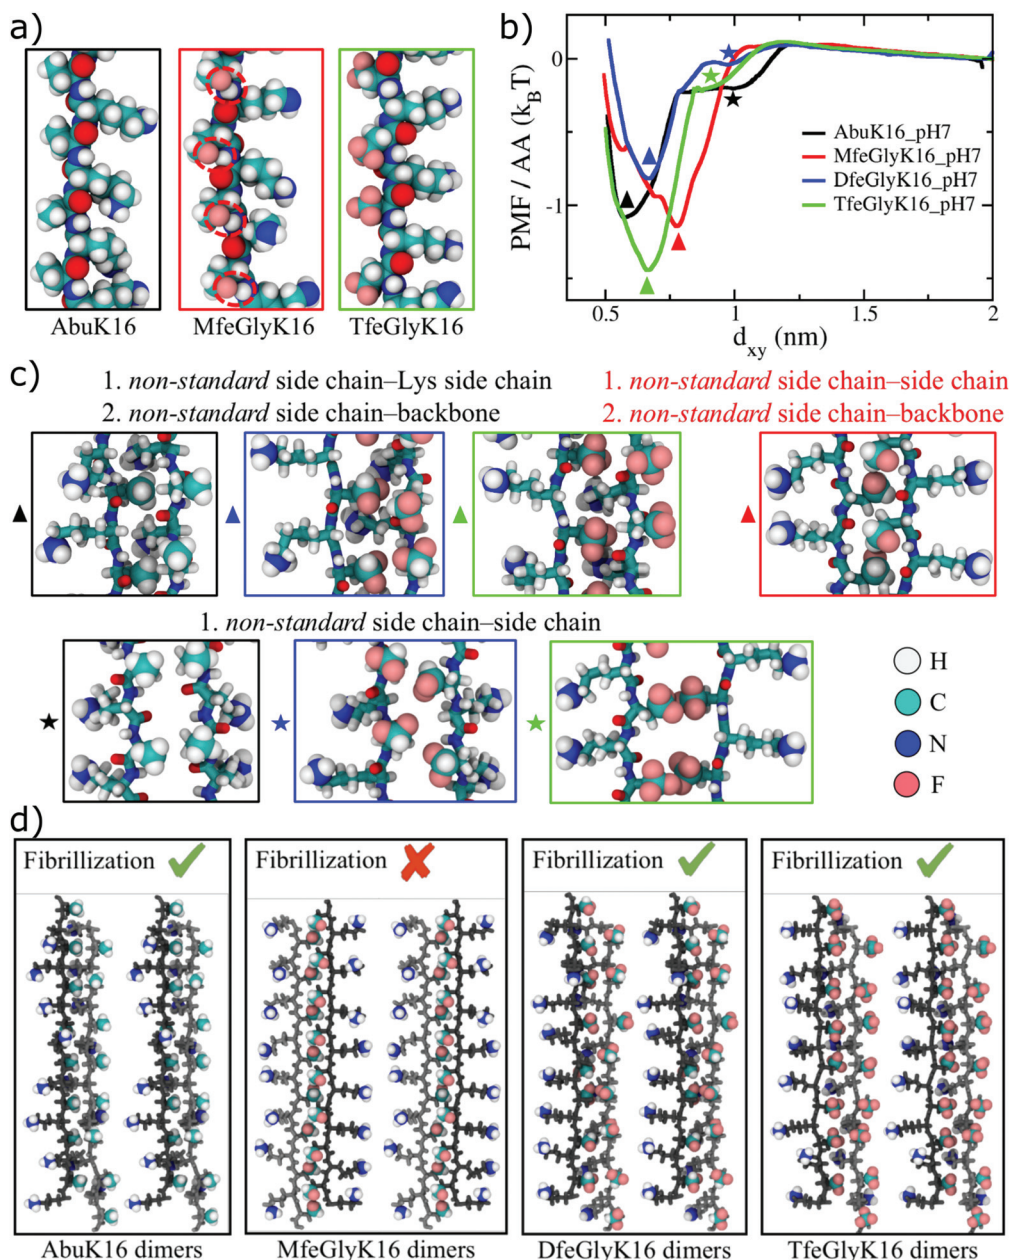 a)
AbuK16
MfeGlyK16
TfeGlyK16
b)
PMF / AA (k_BT)
0
-1
AbuK16_pH7
MfeGlyK16_pH7
DfeGlyK16_pH7
TfeGlyK16_pH7
0.5
1
1.5
2
d_xy (nm)
c)
1. non-standard side chain–Lys side chain
2. non-standard side chain–backbone
1. non-standard side chain–side chain
2. non-standard side chain–backbone
1. non-standard side chain–side chain
H
C
N
F
d)
Fibrillization
Fibrillization
Fibrillization
Fibrillization
AbuK16 dimers
MfeGlyK16 dimers
DfeGlyK16 dimers
TfeGlyK16 dimers